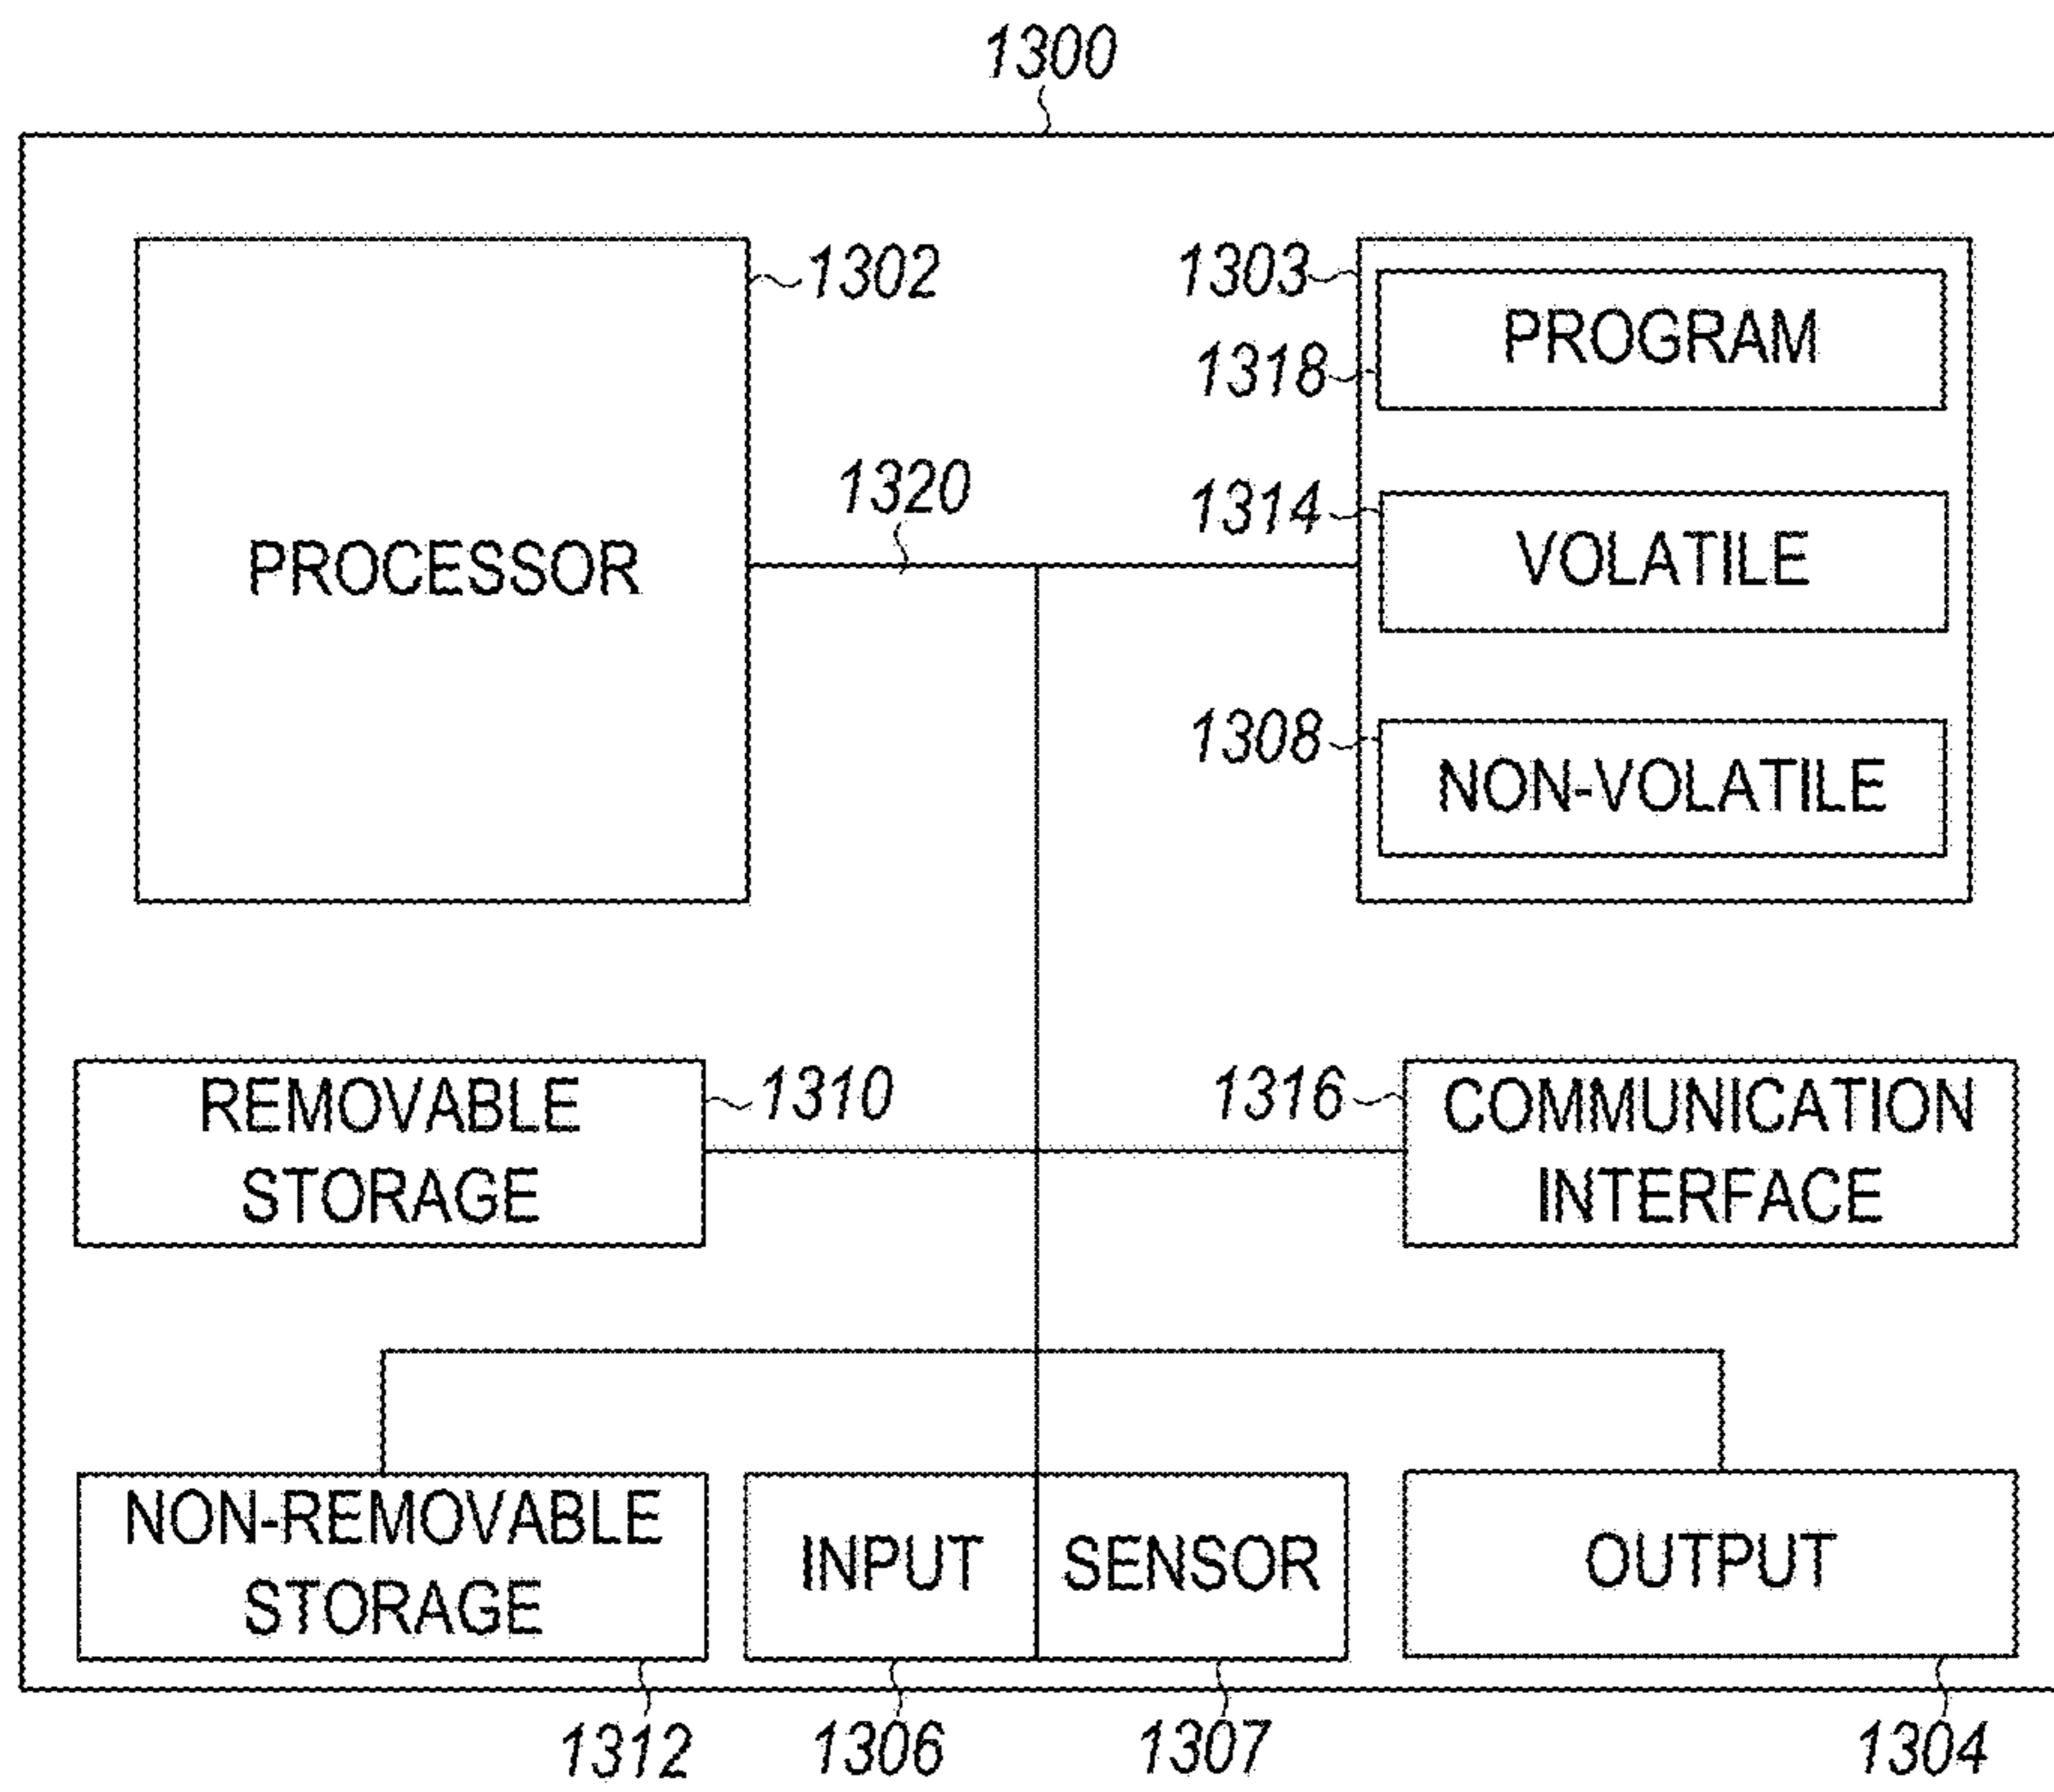 1300
1302
1303
PROGRAM
1318
1320
1314
PROCESSOR
VOLATILE
1308
NON-VOLATILE
REMOVABLE
STORAGE
1310
1316
COMMUNICATION
INTERFACE
NON-REMOVABLE
STORAGE
INPUT
SENSOR
OUTPUT
1312
1306
1307
1304